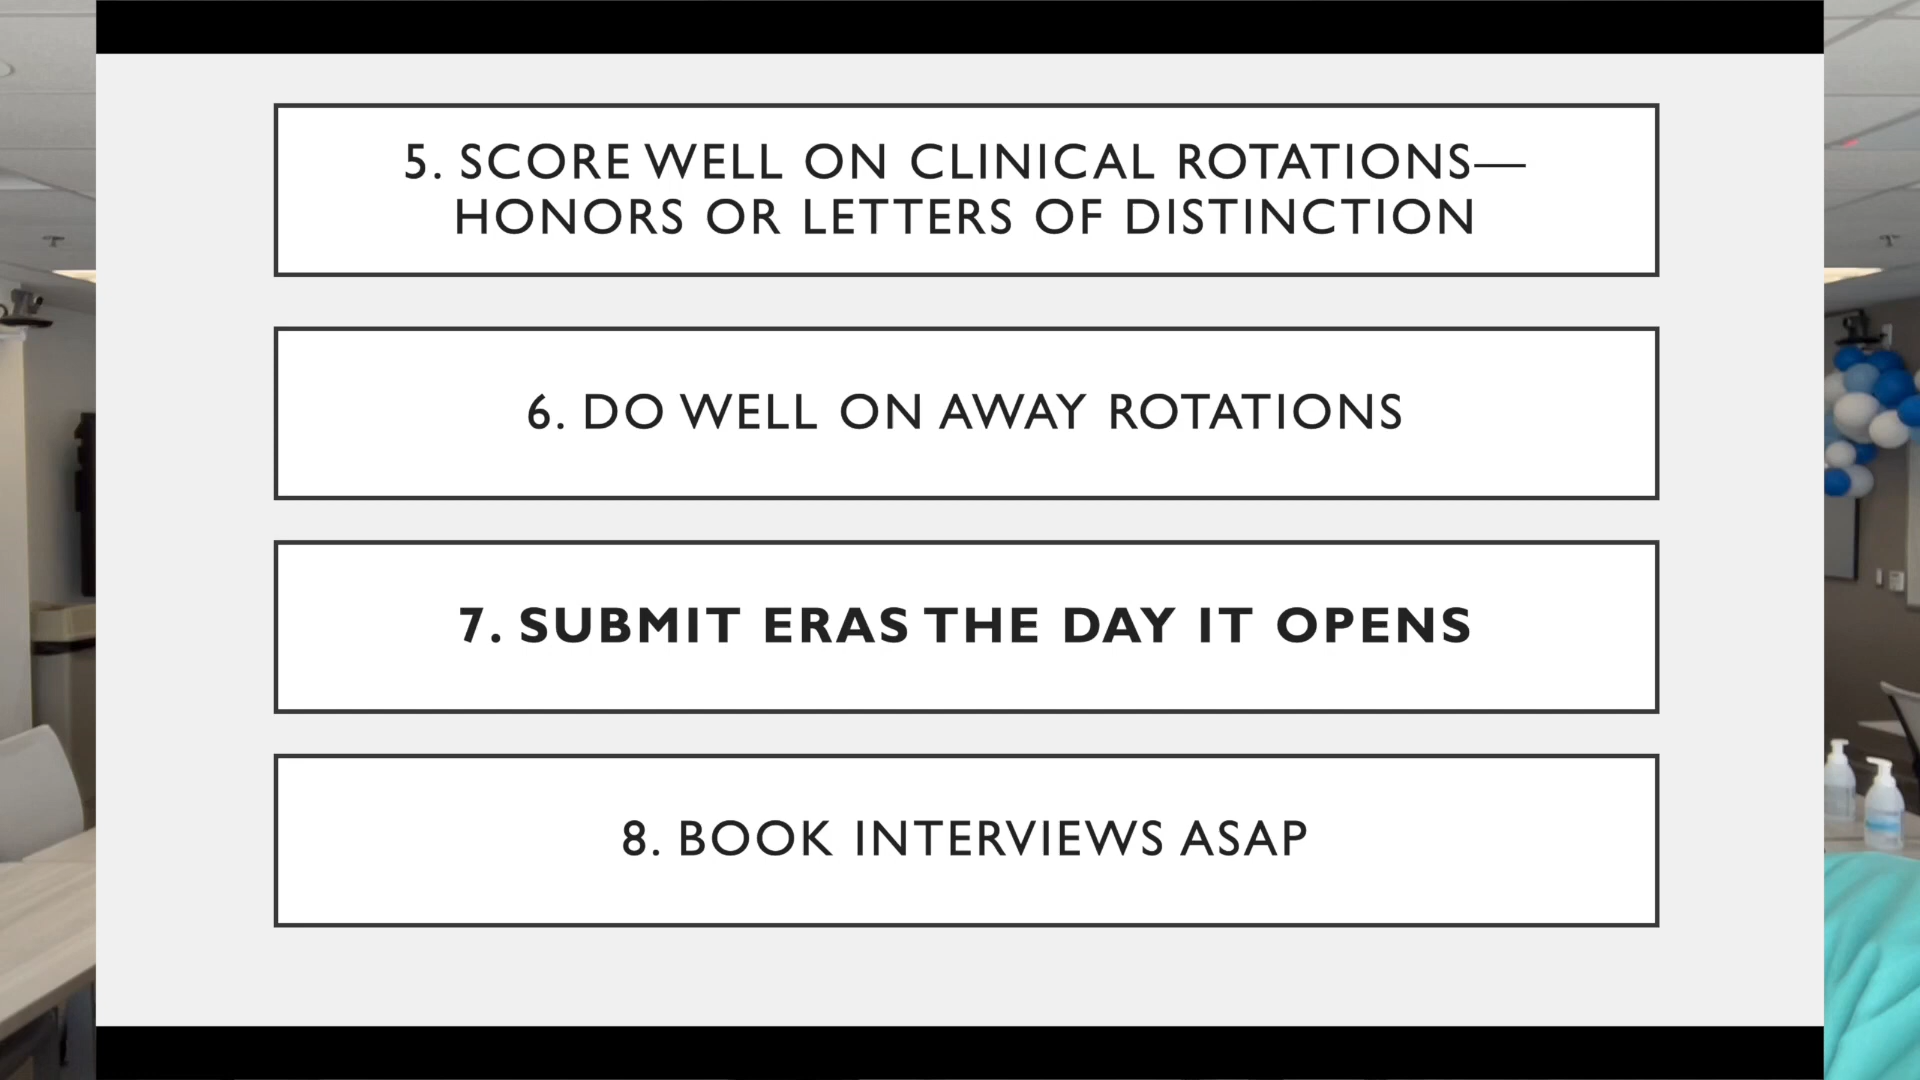 5. SCORE WELL ON CLINICAL ROTATIONS—
HONORS OR LETTERS OF DISTINCTION
6. DO WELL ON AWAY ROTATIONS
7. SUBMIT ERAS THE DAY IT OPENS
8. BOOK INTERVIEWS ASAP